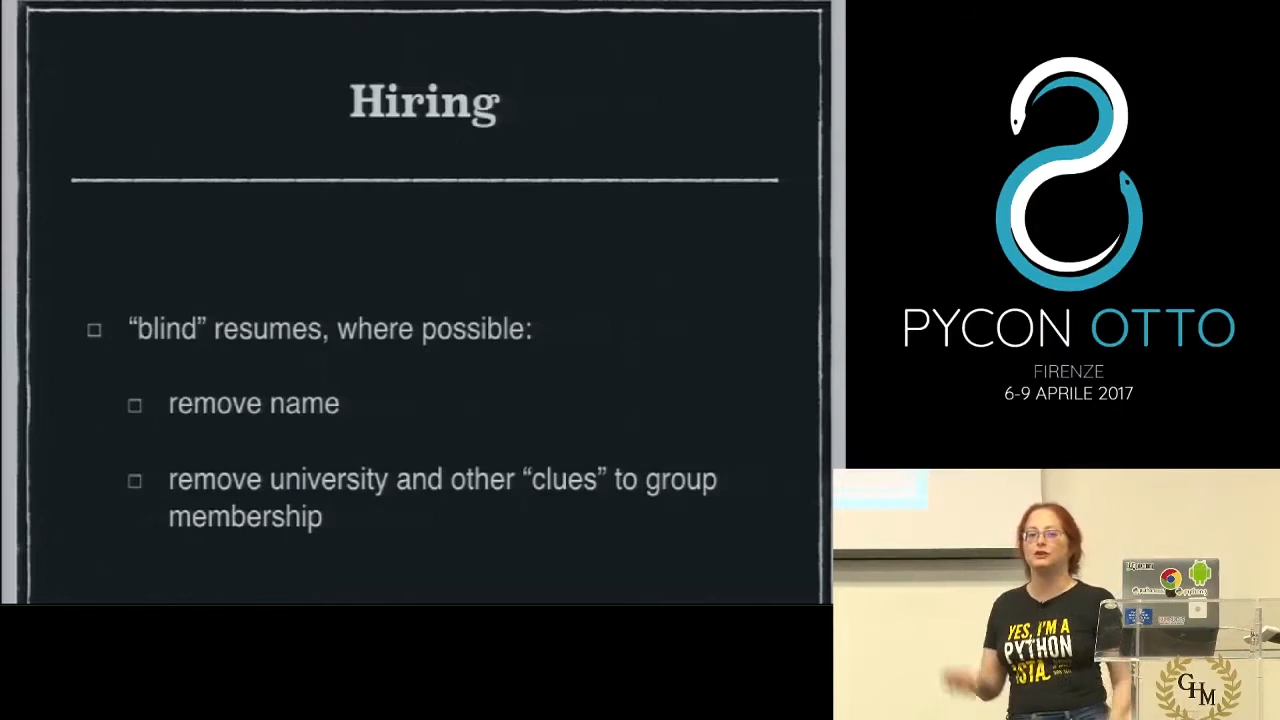 Hiring
“blind” resumes, where possible:
remove name
remove university and other “clues” to group
membership
PYCON OTTO
FIRENZE
6-9 APRILE 2017
YES, I'M A
PYTHON
ISTA.
GHM